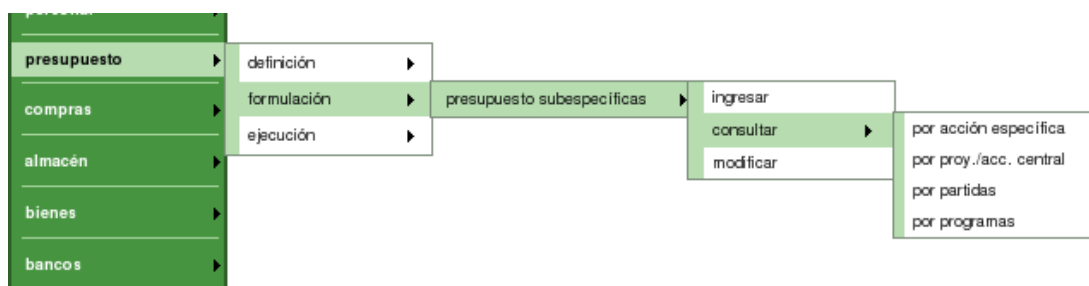 presupuesto
compras
almacén
bienes
bancos
definición
formulación
ejecución
presupuesto subespecíficas
ingresar
consultar
modificar
por acción específica
por proy./acc. central
por partidas
por programas